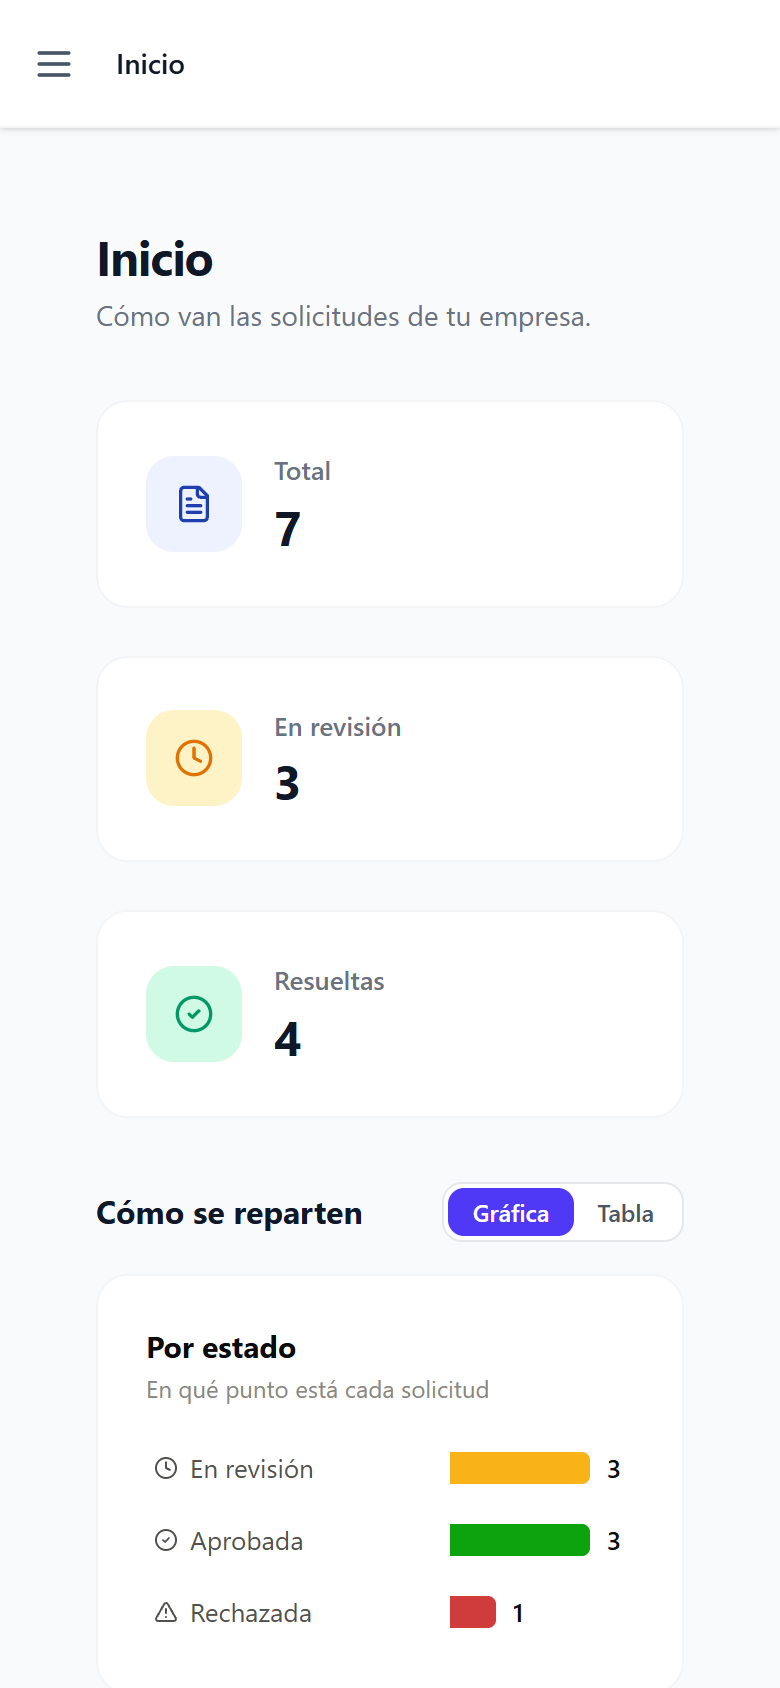 Inicio
Inicio
Cómo van las solicitudes de tu empresa.
Total
7
En revisión
3
Resueltas
4
Cómo se reparten
Gráfica
Tabla
Por estado
En qué punto está cada solicitud
En revisión 3
Aprobada 3
Rechazada 1